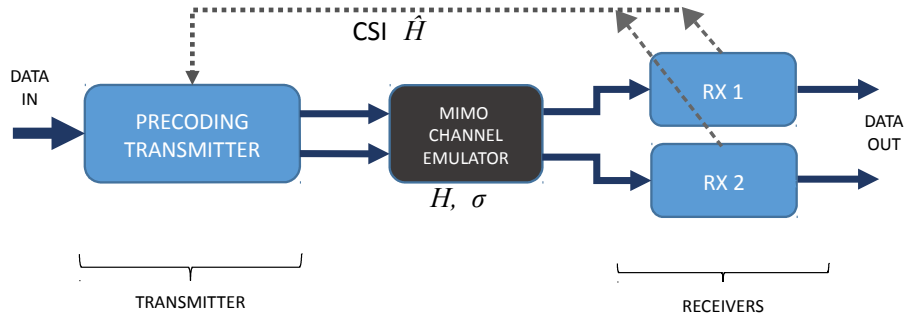 CSI Ĥ
DATA
IN
PRECODING
TRANSMITTER
MIMO
CHANNEL
EMULATOR
H, σ
RX 1
RX 2
DATA
OUT
TRANSMITTER
RECEIVERS